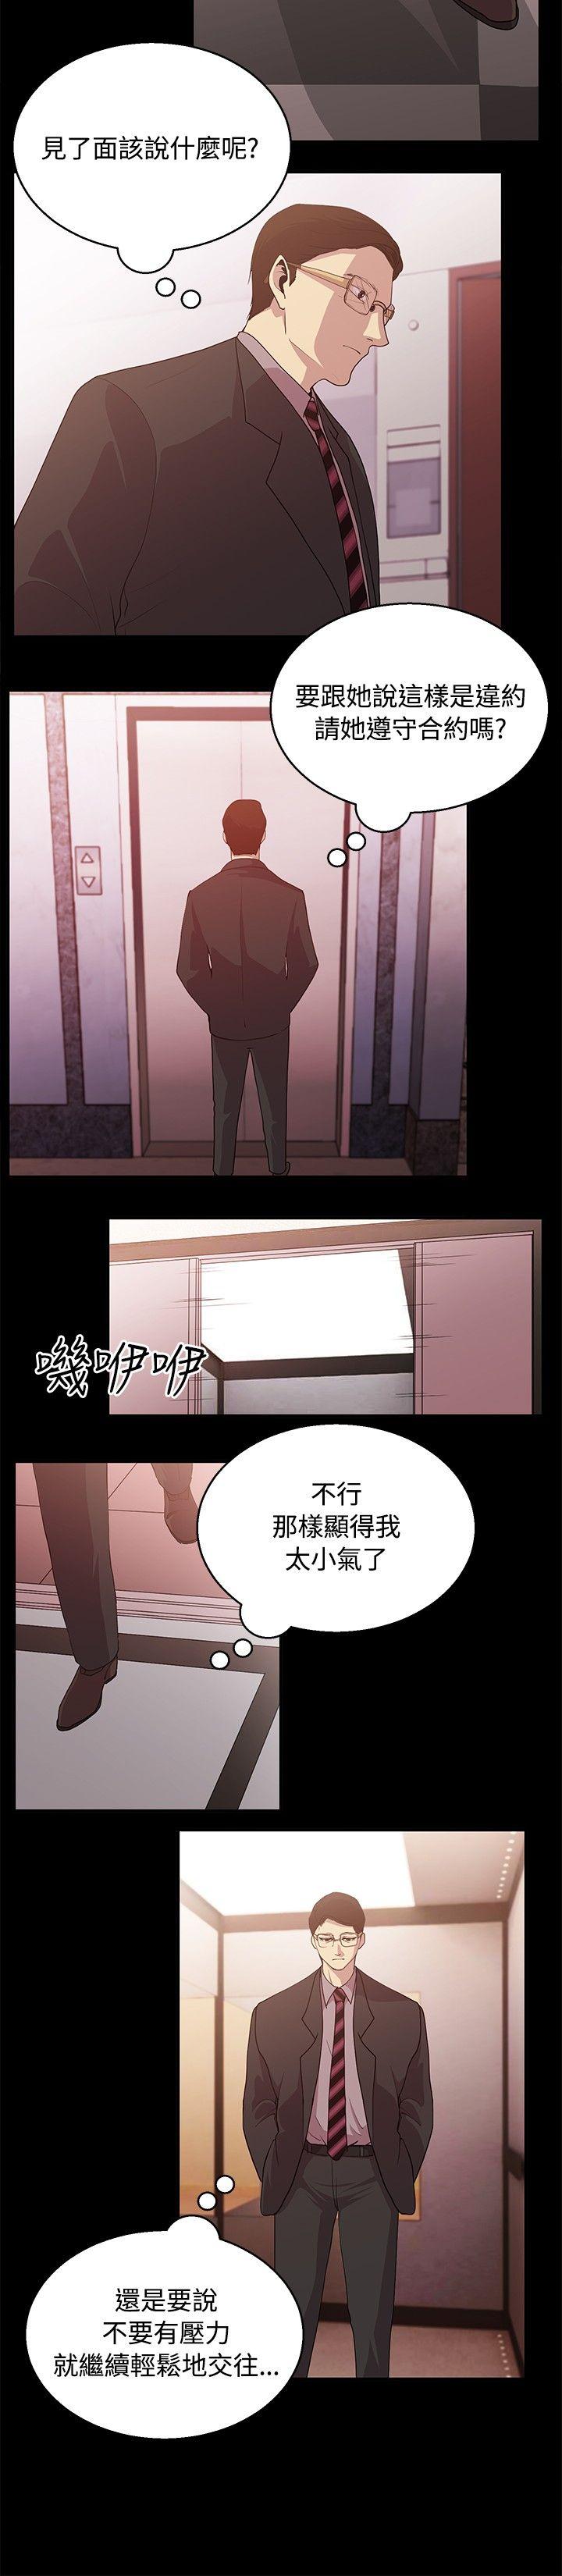 見了面該說什麼呢?
要跟她說這樣是違約
請她遵守合約嗎?
嘰咿咿
不行
那樣顯得我
太小氣了
還是要說
不要有壓力
就繼續輕鬆地交往...